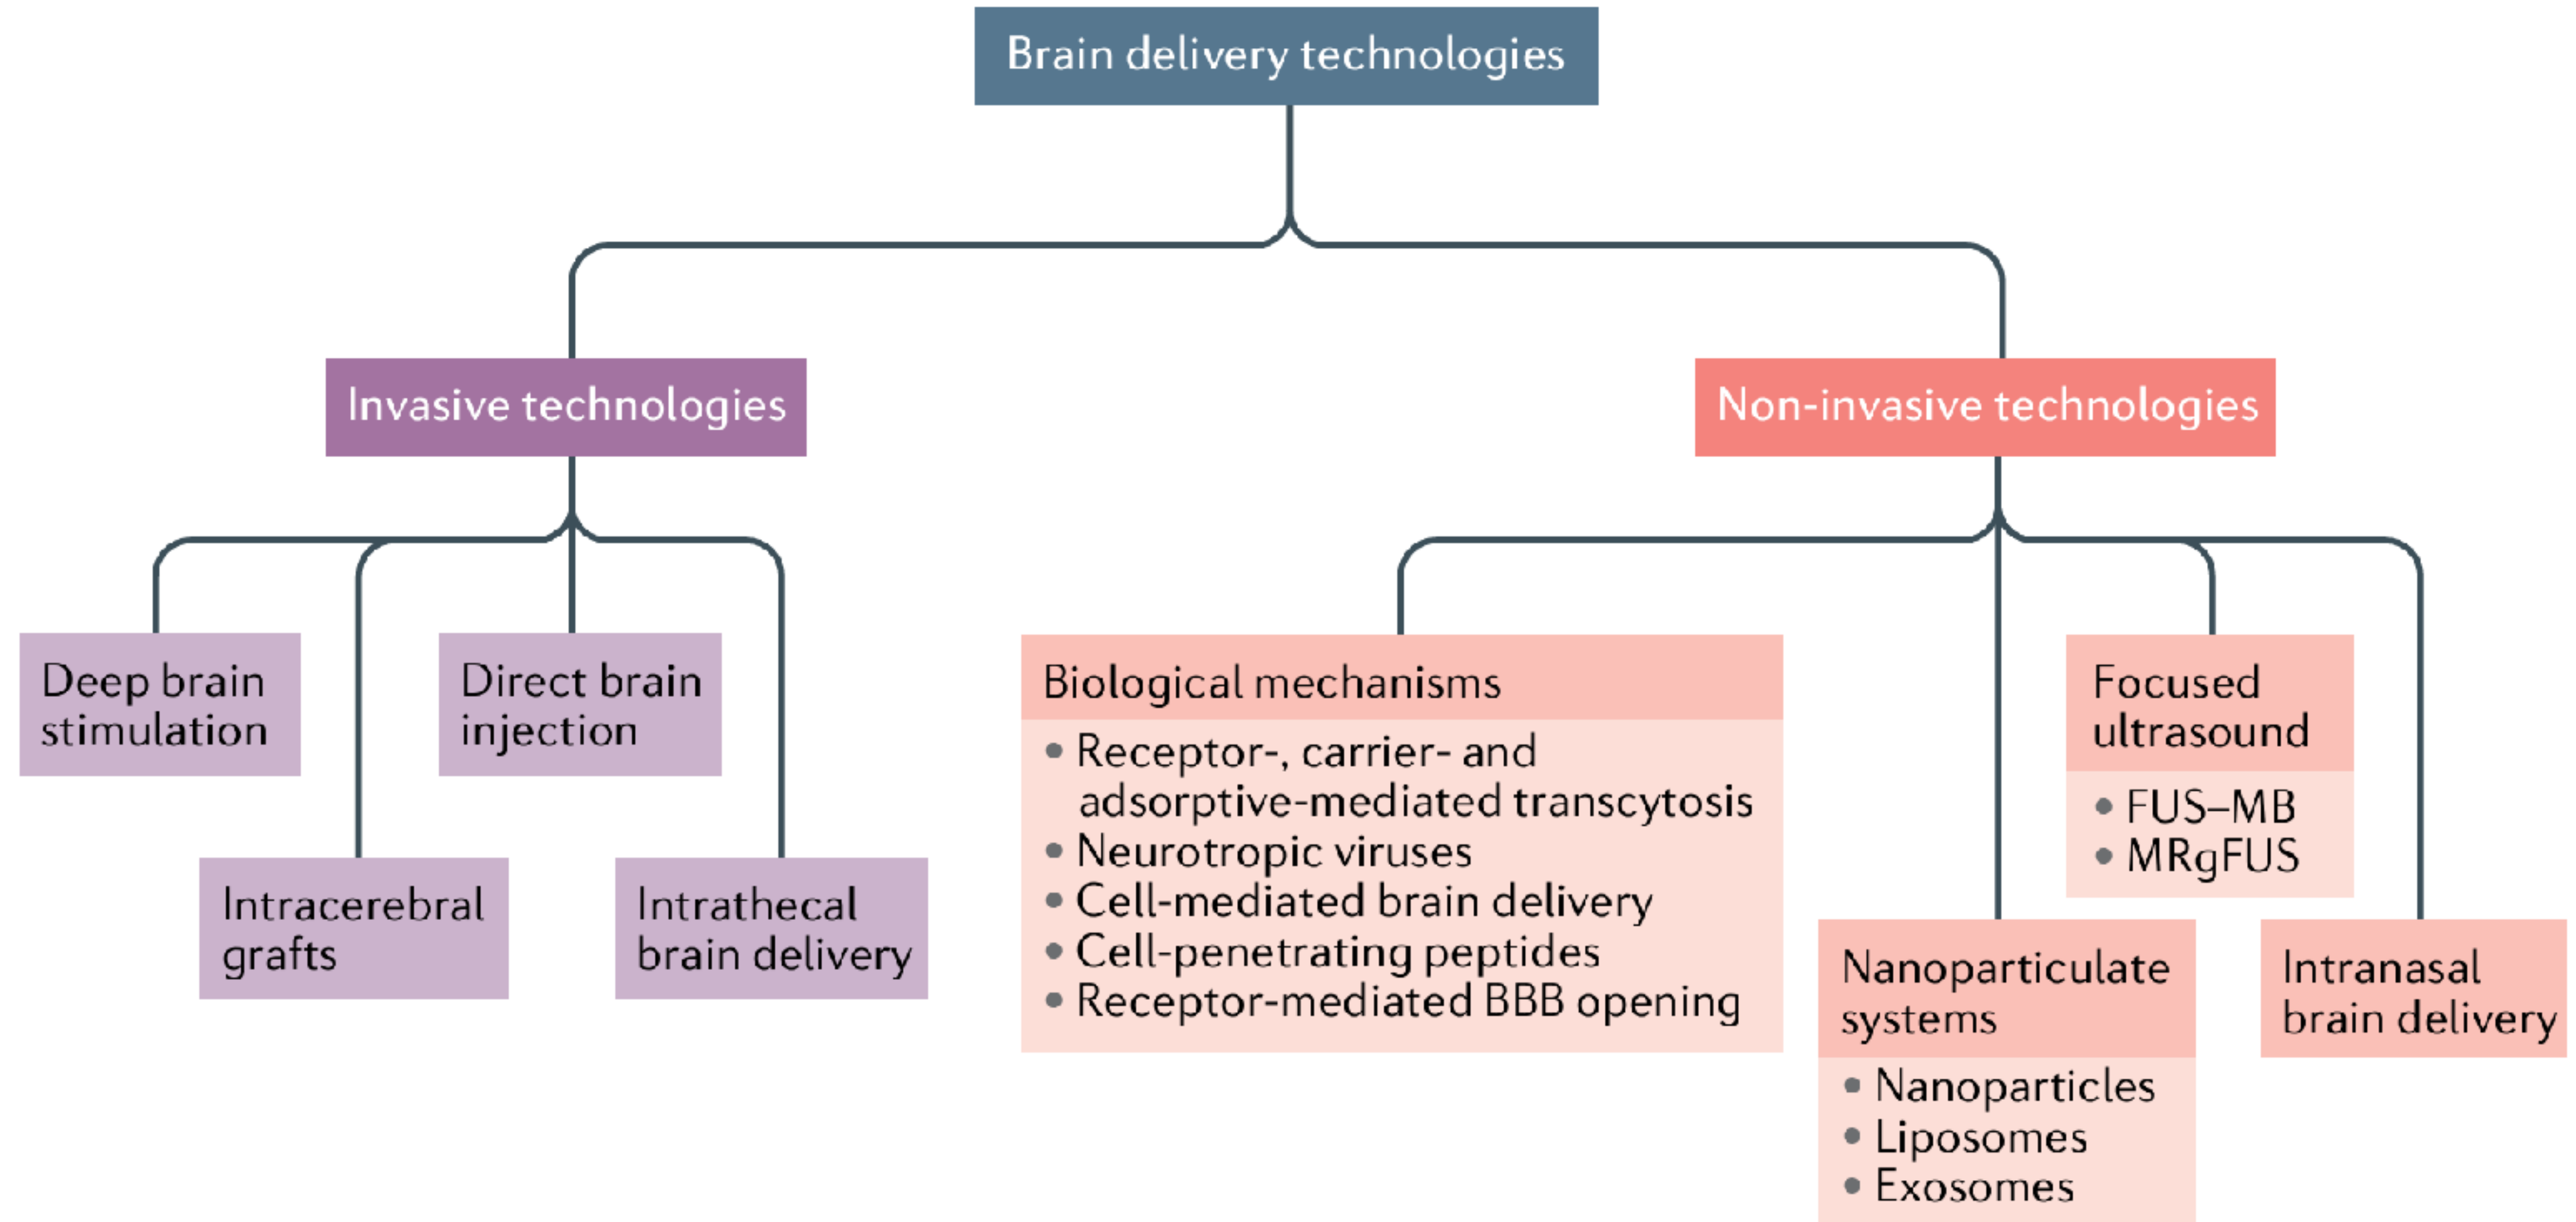 Brain delivery technologies
Invasive technologies
Non-invasive technologies
Deep brain
stimulation
Direct brain
injection
Intracerebral
grafts
Intrathecal
brain delivery
Biological mechanisms
• Receptor-, carrier- and
adsorptive-mediated transcytosis
• Neurotropic viruses
• Cell-mediated brain delivery
• Cell-penetrating peptides
• Receptor-mediated BBB opening
Focused
ultrasound
• FUS–MB
• MRgFUS
Nanoparticulate
systems
• Nanoparticles
• Liposomes
• Exosomes
Intranasal
brain delivery